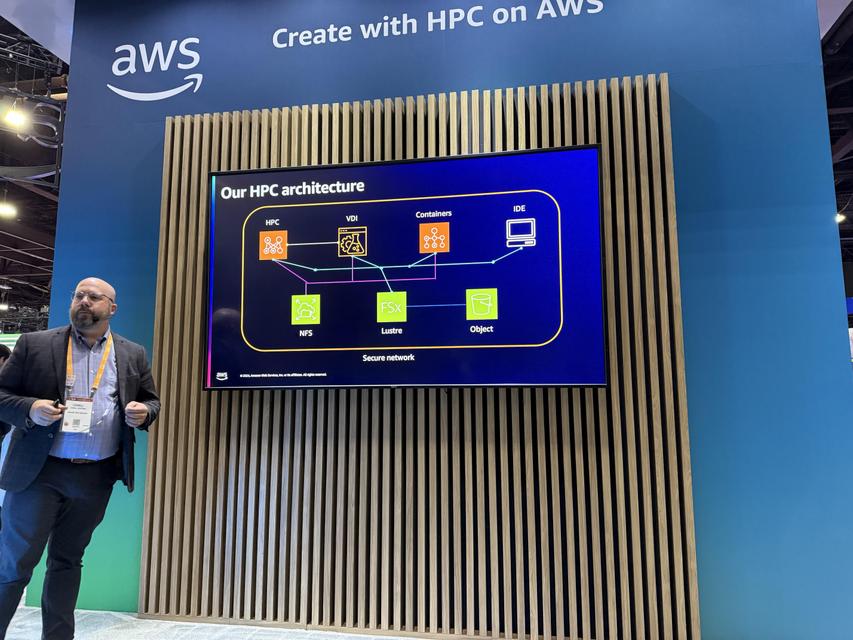 aws
Create with HPC on AWS
Our HPC architecture
HPC
VDI
Containers
IDE
FSx
NFS
Lustre
Object
Secure network
aws
© 2024, Amazon Web Services, Inc. or its affiliates. All rights reserved.